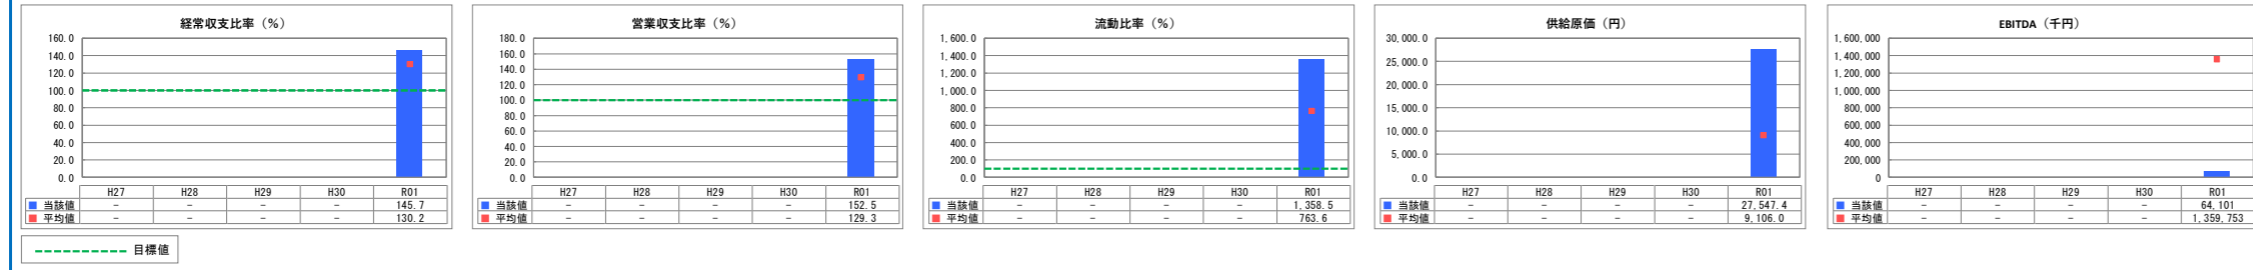 経常収支比率（％）
160.0
140.0
120.0
100.0
80.0
60.0
40.0
20.0
0.0
H27 H28 H29 H30 R01
当該値 － － － － 145.7
平均値 － － － － 130.2
営業収支比率（％）
180.0
160.0
140.0
120.0
100.0
80.0
60.0
40.0
20.0
0.0
H27 H28 H29 H30 R01
当該値 － － － － 152.5
平均値 － － － － 129.3
流動比率（％）
1,600.0
1,400.0
1,200.0
1,000.0
800.0
600.0
400.0
200.0
0.0
H27 H28 H29 H30 R01
当該値 － － － － 1,358.5
平均値 － － － － 763.6
供給原価（円）
30,000.0
25,000.0
20,000.0
15,000.0
10,000.0
5,000.0
0.0
H27 H28 H29 H30 R01
当該値 － － － － 27,547.4
平均値 － － － － 9,106.0
EBITDA（千円）
1,600,000
1,400,000
1,200,000
1,000,000
800,000
600,000
400,000
200,000
0
H27 H28 H29 H30 R01
当該値 － － － － 64,101
平均値 － － － － 1,359,753
目標値